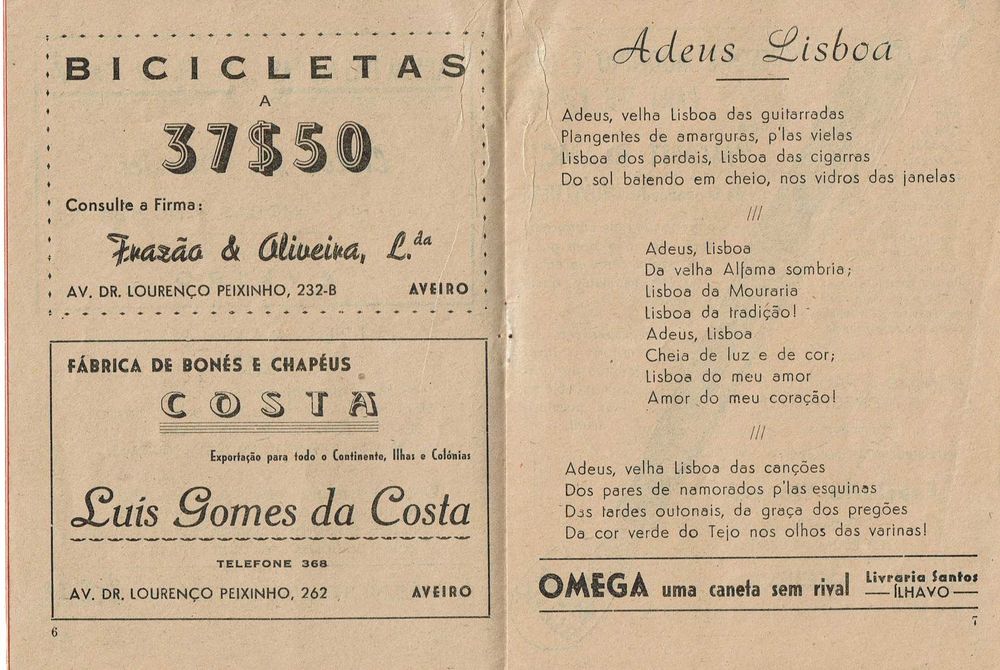 BICICLETAS
A
37$50
Consulte a Firma:
Frazão & Oliveira, L.da
AV. DR. LOURENÇO PEIXINHO, 232-B AVEIRO
FÁBRICA DE BONÉS E CHAPÉUS
COSTA
Exportação para todo o Continente, Ilhas e Colónias
Luís Gomes da Costa
TELEFONE 368
AV. DR. LOURENÇO PEIXINHO, 262 AVEIRO
6
Adeus Lisboa
Adeus, velha Lisboa das guitarradas
Plangentes de amarguras, p'las vielas
Lisboa dos pardais, Lisboa das cigarras
Do sol batendo em cheio, nos vidros das janelas
///
Adeus, Lisboa
Da velha Alfama sombria;
Lisboa da Mouraria
Lisboa da tradição!
Adeus, Lisboa
Cheia de luz e de cor;
Lisboa do meu amor
Amor do meu coração!
///
Adeus, velha Lisboa das canções
Dos pares de namorados p'las esquinas
Das tardes outonais, da graça dos pregões
Da cor verde do Tejo nos olhos das varinas!
OMEGA uma caneta sem rival Livraria Santos
— ÍLHAVO —
7